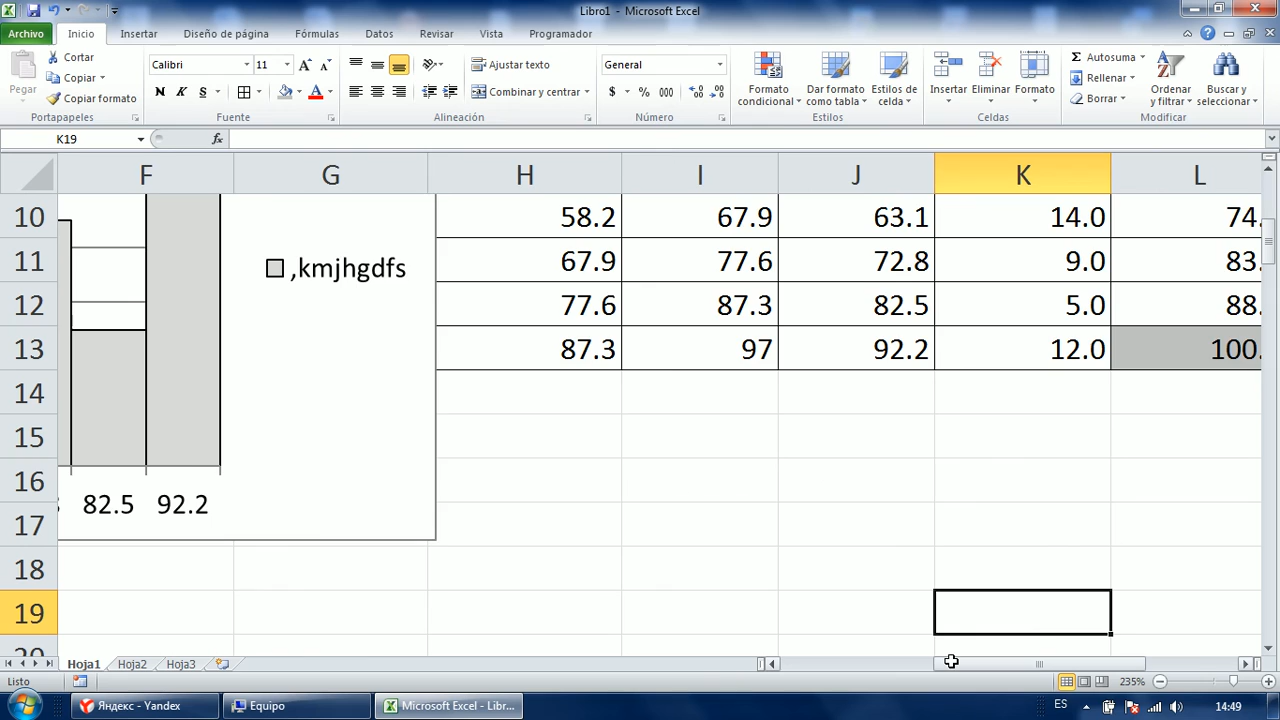 Libro1 - Microsoft Excel
Archivo Inicio Insertar Diseño de página Fórmulas Datos Revisar Vista Programador
Pegar
Cortar
Copiar
Copiar formato
Portapapeles
Calibri 11
N K S
Fuente
Ajustar texto
Combinar y centrar
Alineación
General
$ % 000
Número
Formato condicional
Dar formato como tabla
Estilos de celda
Estilos
Insertar Eliminar Formato
Celdas
Autosuma
Rellenar
Borrar
Ordenar y filtrar
Buscar y seleccionar
Modificar
K19 fx
F G H I J K L
10 58.2 67.9 63.1 14.0 74.
11 ,kmjhgdfs 67.9 77.6 72.8 9.0 83.
12 77.6 87.3 82.5 5.0 88.
13 87.3 97 92.2 12.0 100.
14
15
16
82.5 92.2
17
18
19
20
Hoja1 Hoja2 Hoja3
Listo 235%
Яндекс - Yandex Equipo Microsoft Excel - Libr... ES 14:49